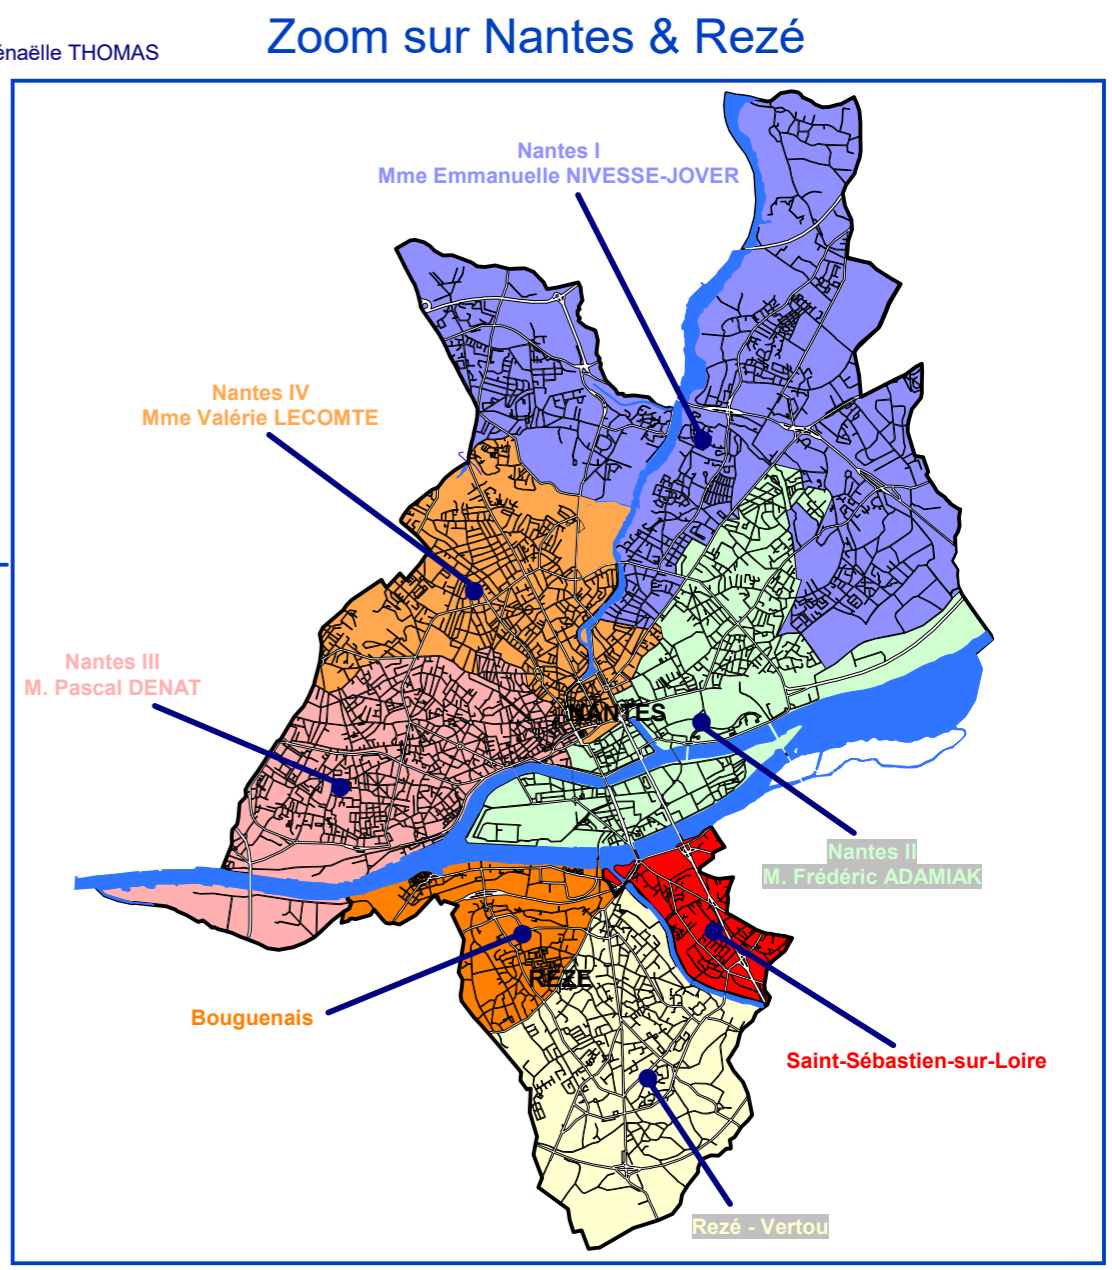 Zoom sur Nantes & Rezé
énaëlle THOMAS
Nantes I
Mme Emmanuelle NIVESSE-JOVER
Nantes IV
Mme Valérie LECOMTE
Nantes III
M. Pascal DENAT
NANTES
Nantes II
M. Frédéric ADAMIAK
REZE
Bouguenais
Saint-Sébastien-sur-Loire
Rezé - Vertou